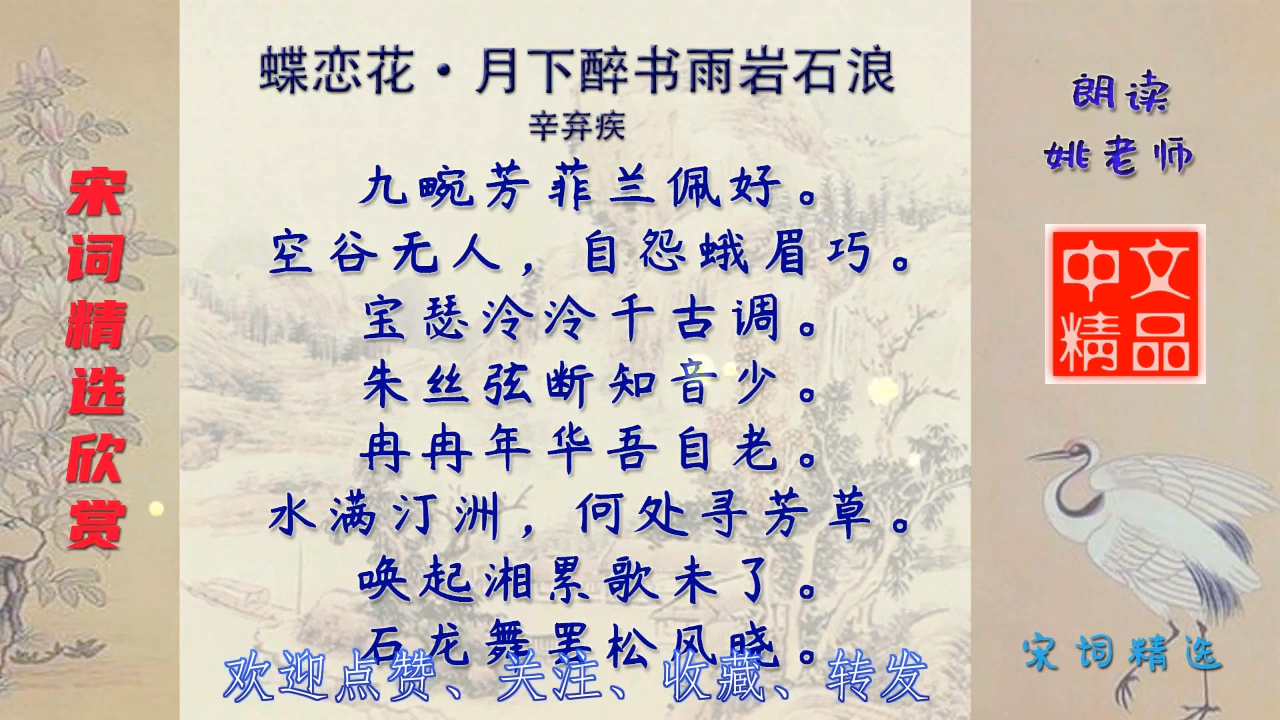 蝶恋花·月下醉书雨岩石浪
辛弃疾
九畹芳菲兰佩好。
空谷无人，自怨蛾眉巧。
宝瑟泠泠千古调。
朱丝弦断知音少。
冉冉年华吾自老。
水满汀洲，何处寻芳草。
唤起湘累歌未了。
石龙舞罢松风晓。
欢迎点赞、关注、收藏、转发
宋词精选欣赏
朗读
姚老师
中文
精品
宋词精选